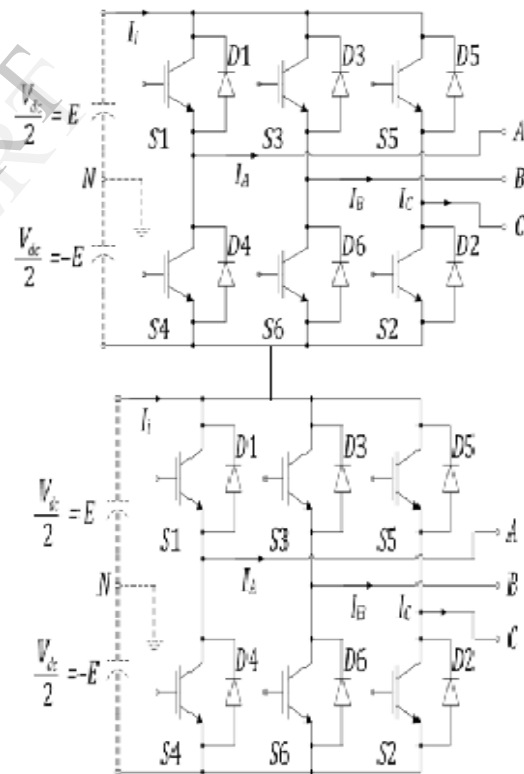 I_i
D1 D3 D5
V_dc/2 = E
S1 S3 S5
A
N
I_A
B
I_B I_C
C
V_dc/2 = -E
D4 D6 D2
S4 S6 S2
I_i
D1 D3 D5
V_dc/2 = E
S1 S3 S5
A
N
I_A
B
I_B I_C
C
V_dc/2 = -E
D4 D6 D2
S4 S6 S2